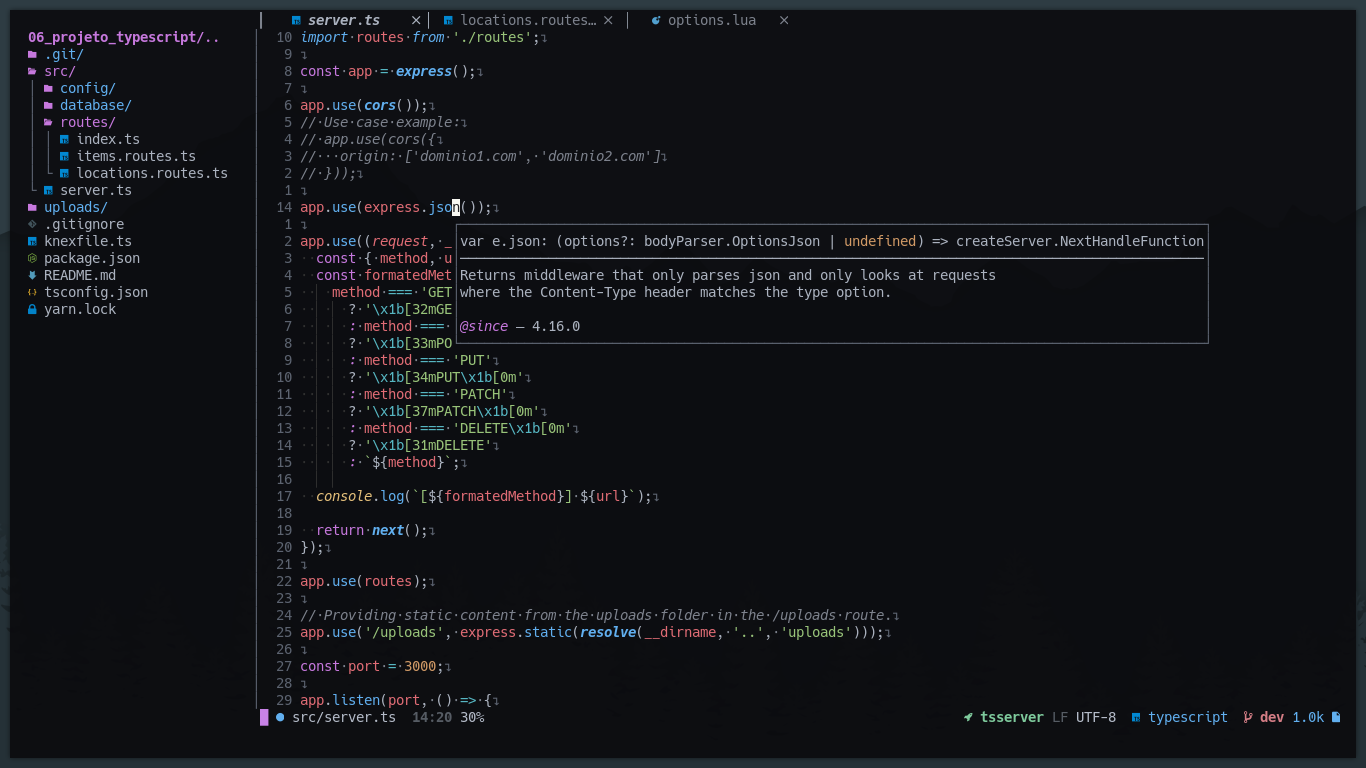 server.ts
locations.routes…
options.lua
06_projeto_typescript/..
.git/
src/
config/
database/
routes/
index.ts
items.routes.ts
locations.routes.ts
server.ts
uploads/
.gitignore
knexfile.ts
package.json
README.md
tsconfig.json
yarn.lock
10 import·routes·from·'./routes';↴
9 ↴
8 const·app·=·express();↴
7 ↴
6 app.use(cors());↴
5 //·Use·case·example:↴
4 //·app.use(cors({↴
3 //···origin:·['dominio1.com',·'dominio2.com']↴
2 //·}));↴
1 ↴
14 app.use(express.json());↴
1 ↴
2 app.use((request,·_
3 ··const·{·method,·u
4 ··const·formatedMet
5 ····method·===·'GET
6 ······?·'\x1b[32mGE
7 ······:·method·===·
8 ······?·'\x1b[33mPO
9 ······:·method·===·'PUT'↴
10 ······?·'\x1b[34mPUT\x1b[0m'↴
11 ······:·method·===·'PATCH'↴
12 ······?·'\x1b[37mPATCH\x1b[0m'↴
13 ······:·method·===·'DELETE\x1b[0m'↴
14 ······?·'\x1b[31mDELETE'↴
15 ······:·`${method}`;↴
16
17 ··console.log(`[${formatedMethod}]·${url}`);↴
18
19 ··return·next();↴
20 });↴
21 ↴
22 app.use(routes);↴
23 ↴
24 //·Providing·static·content·from·the·uploads·folder·in·the·/uploads·route.↴
25 app.use('/uploads',·express.static(resolve(__dirname,·'..',·'uploads')));↴
26 ↴
27 const·port·=·3000;↴
28 ↴
29 app.listen(port,·()·=>·{↴
var e.json: (options?: bodyParser.OptionsJson | undefined) => createServer.NextHandleFunction
Returns middleware that only parses json and only looks at requests
where the Content-Type header matches the type option.
@since — 4.16.0
src/server.ts 14:20 30%
tsserver LF UTF-8 typescript dev 1.0k